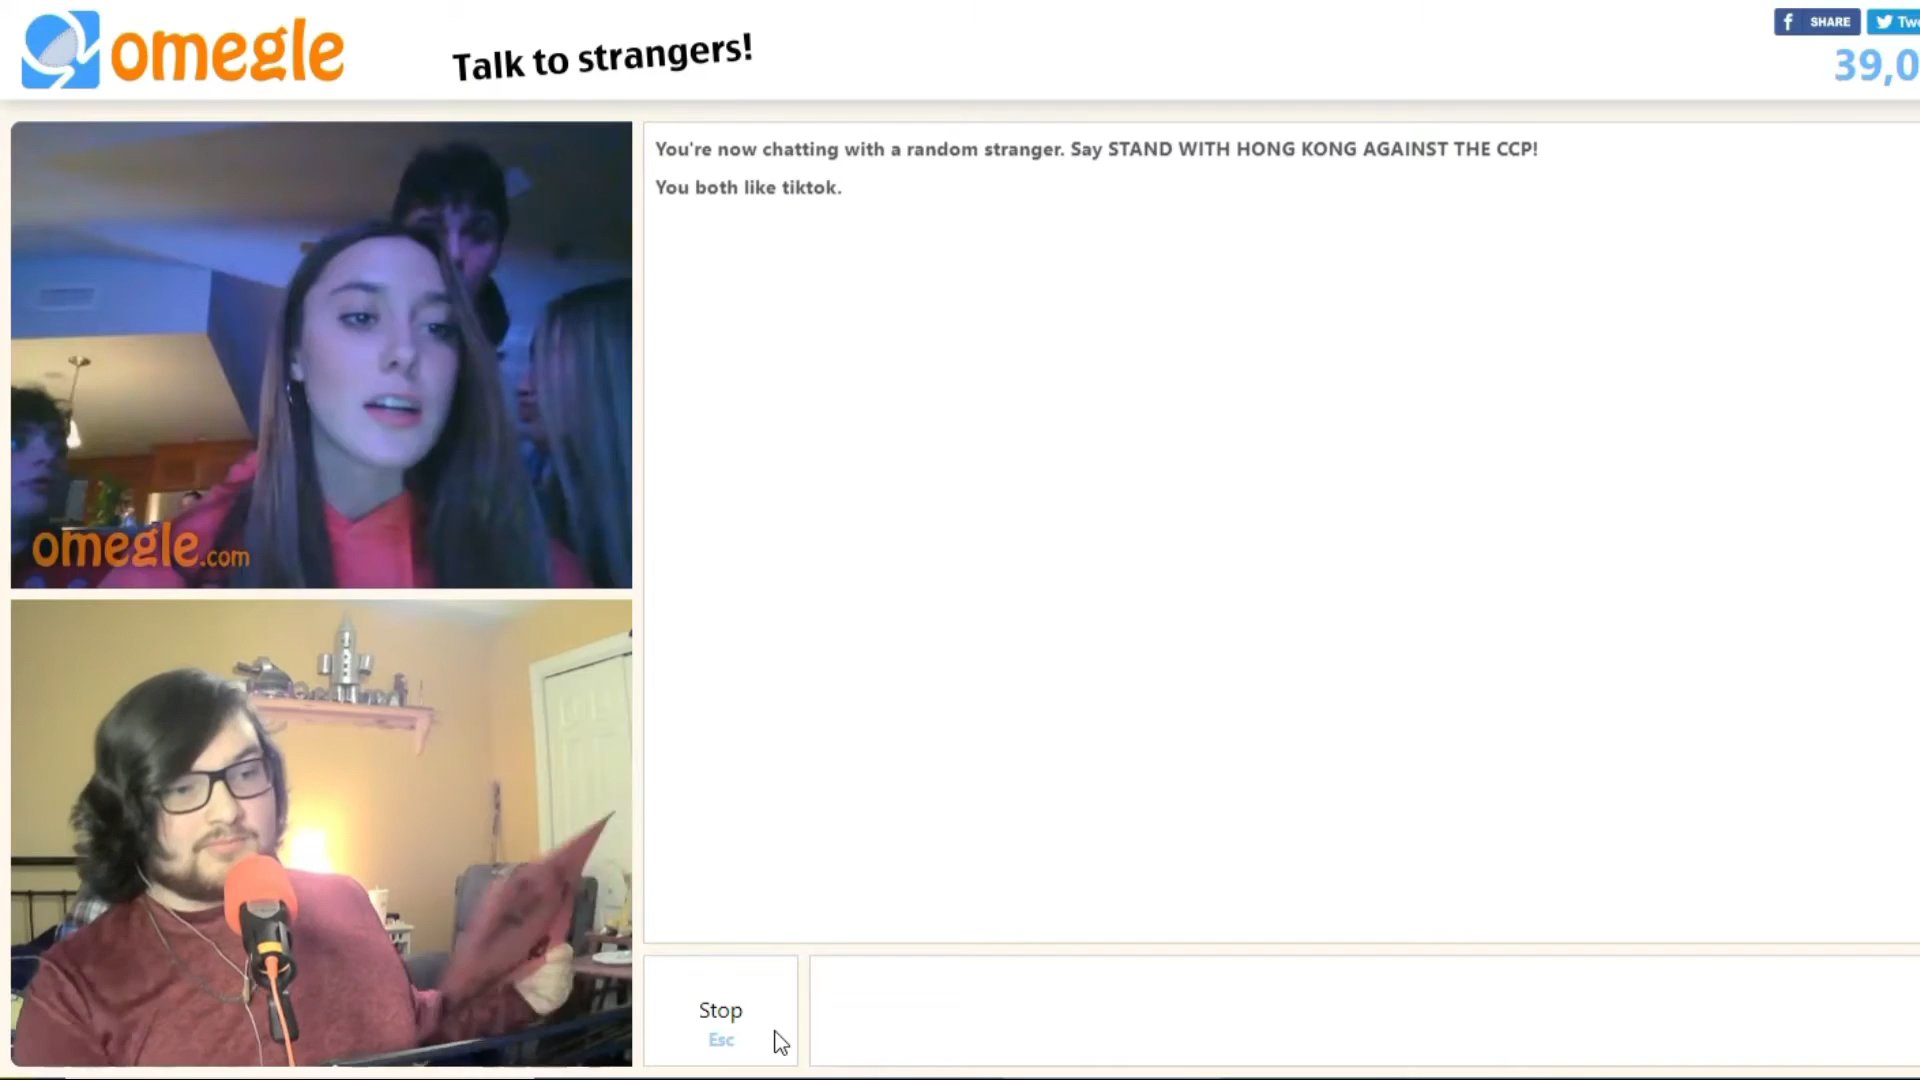 omegle
Talk to strangers!
f SHARE
Twe
39,0
You're now chatting with a random stranger. Say STAND WITH HONG KONG AGAINST THE CCP!
You both like tiktok.
omegle.com
Stop
Esc